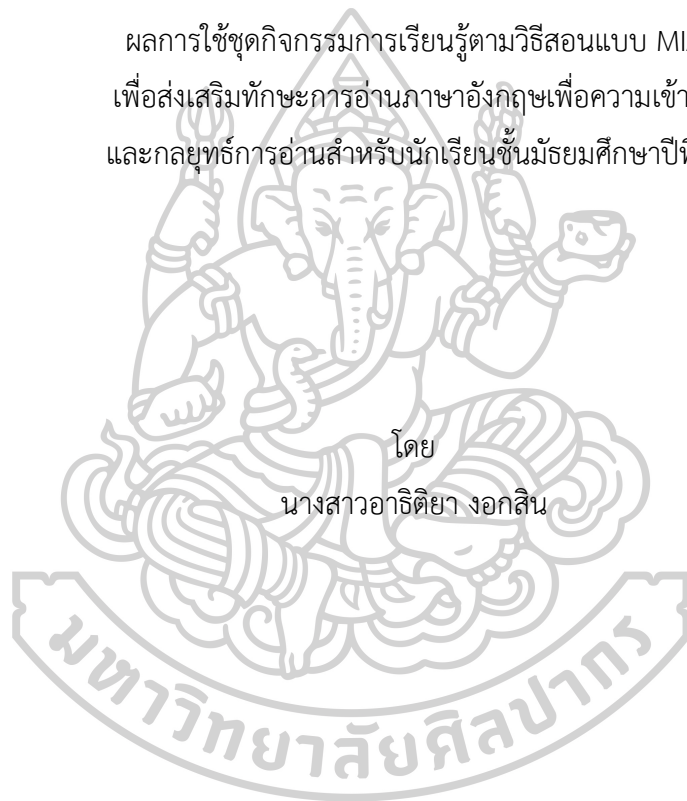 ผลการใช้ชุดกิจกรรมการเรียนรู้ตามวิธีสอนแบบ
เพื่อส่งเสริมทักษะการอ่านภาษาอังกฤษเพื่อความเข้า
และกลยุทธ์การอ่านสำหรับนักเรียนชั้นมัธยมศึกษาปี
โดย
นางสาวอาธิติยา งอกสิน
มหาวิทยาลัยศิลปากร